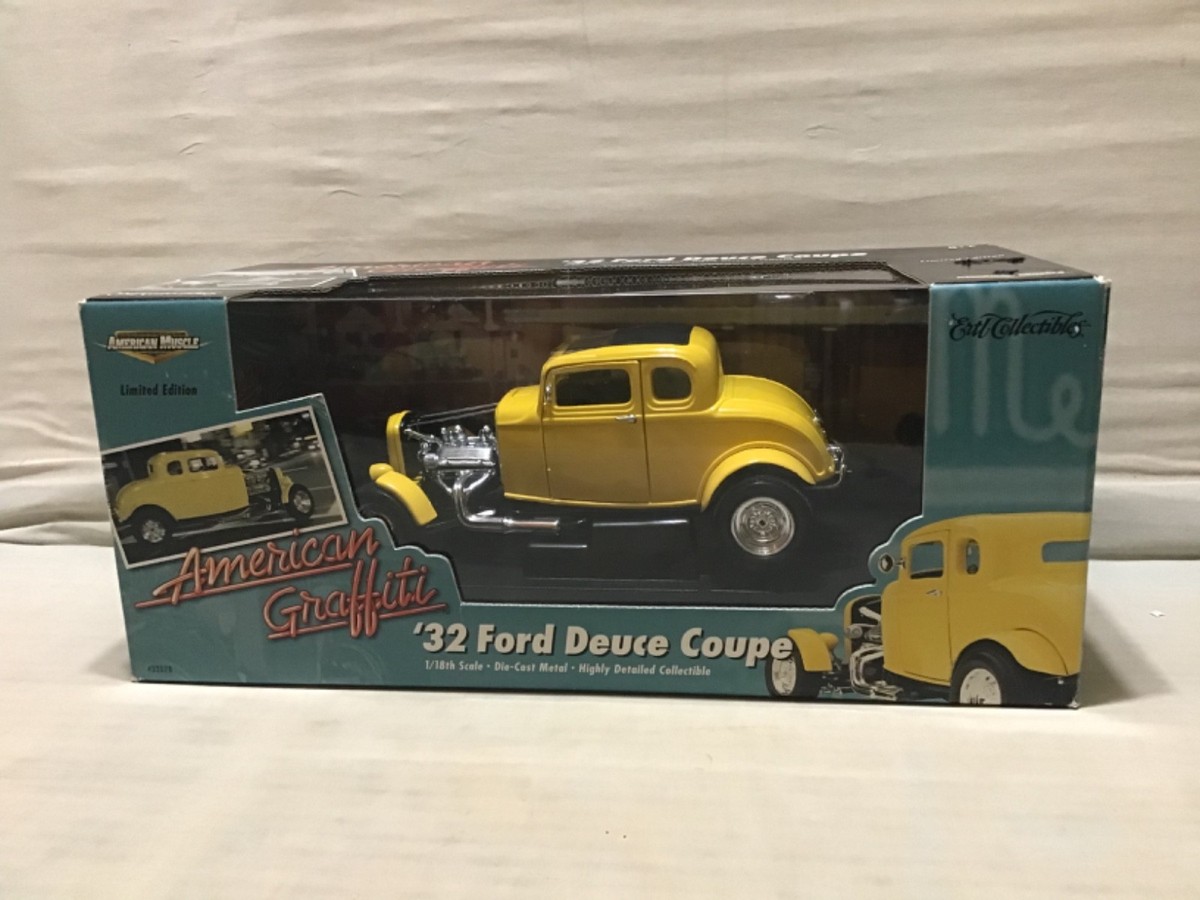 '32 Ford Deuce Coupe
AMERICAN MUSCLE
Limited Edition
Ertl Collectibles
Me
American
Graffiti
'32 Ford Deuce Coupe
1/18th Scale • Die-Cast Metal • Highly Detailed Collectible